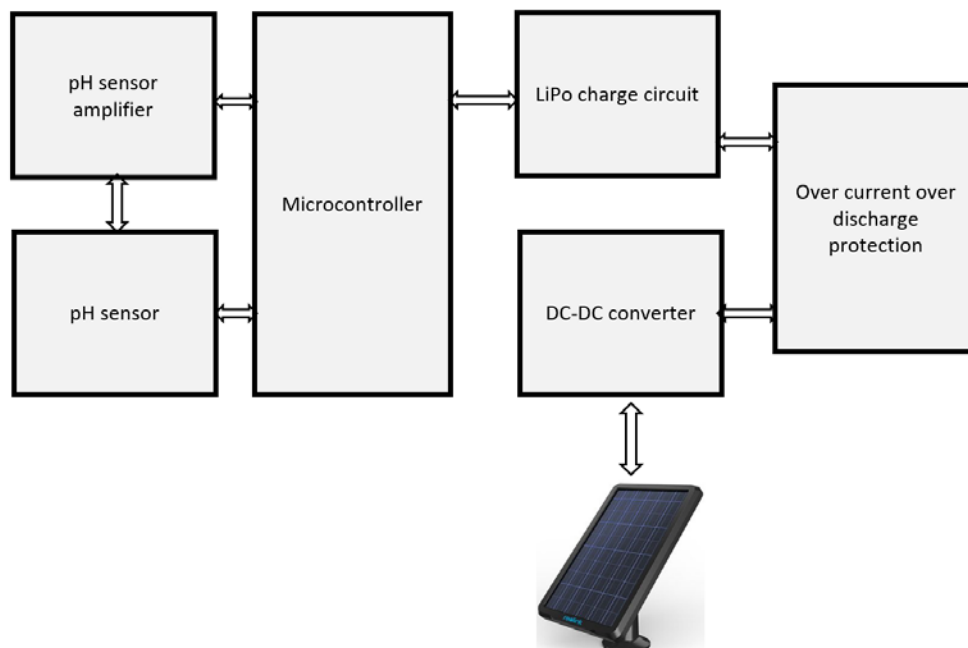 pH sensor
amplifier
Microcontroller
LiPo charge circuit
Over current over
discharge
protection
pH sensor
DC-DC converter